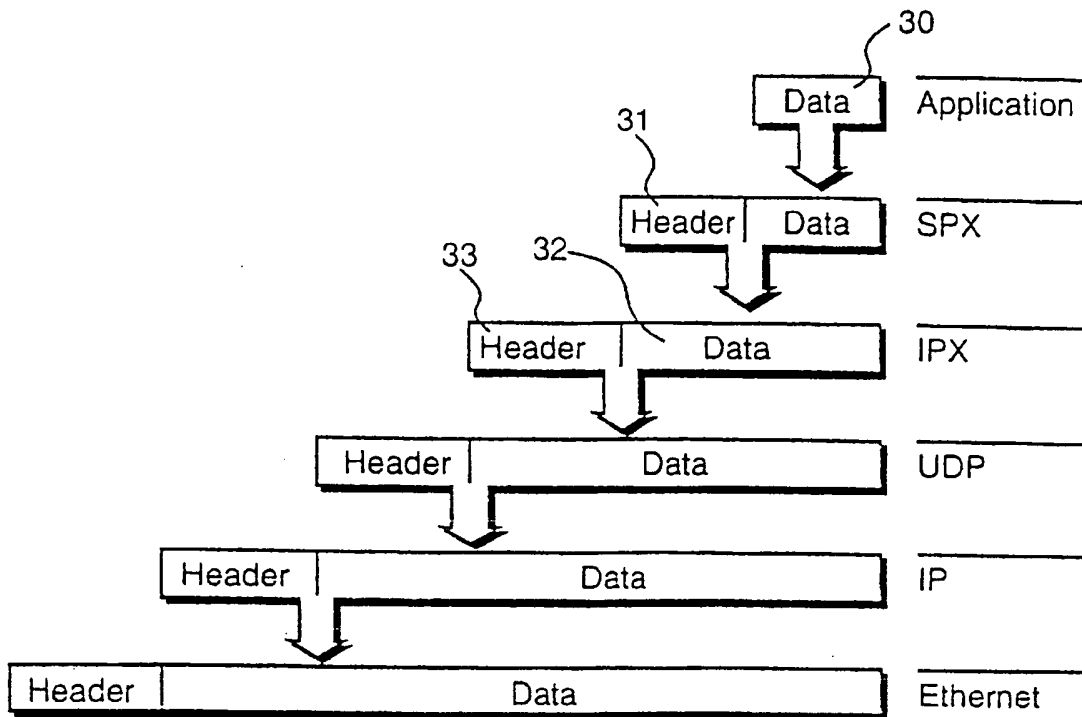 30
Data Application
31
Header Data SPX
33 32
Header Data IPX
Header Data UDP
Header Data IP
Header Data Ethernet